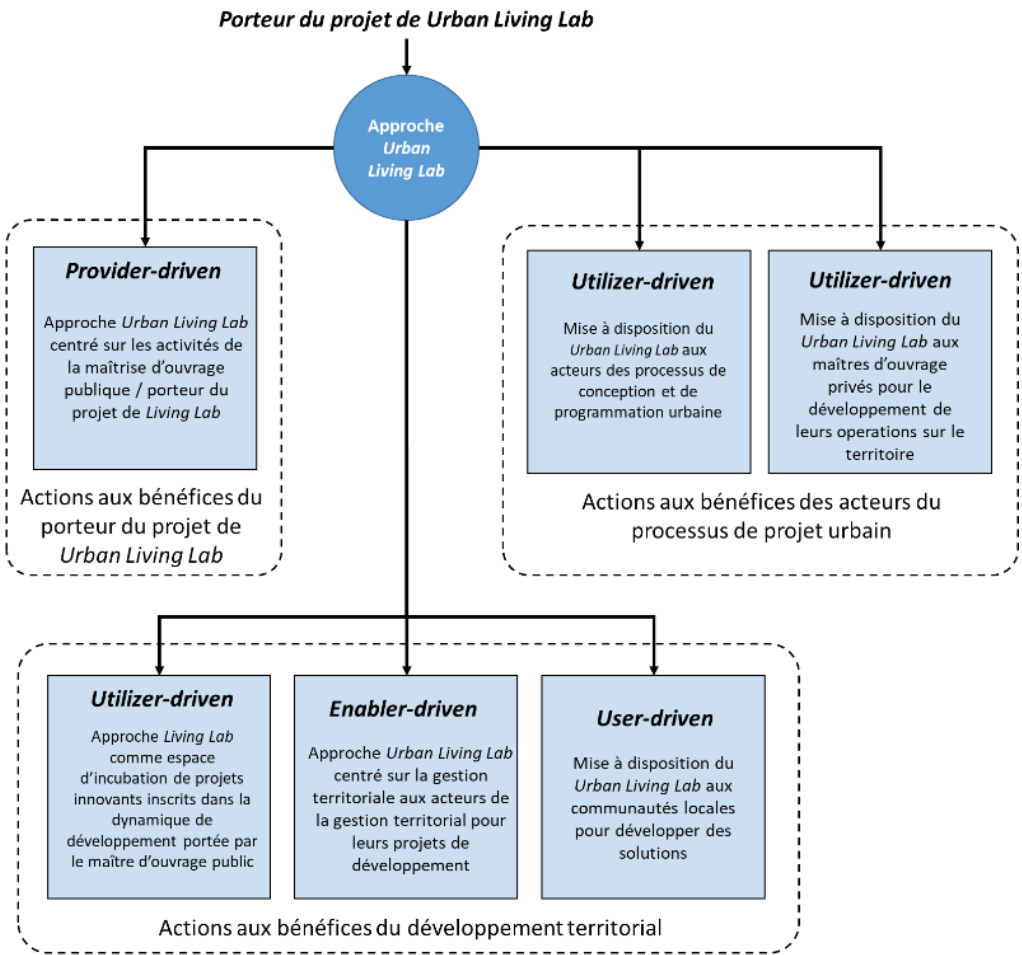 Porteur du projet de Urban Living Lab
Approche
Urban
Living Lab
Provider-driven
Approche Urban Living Lab
centré sur les activités de
la maîtrise d'ouvrage
publique / porteur du
projet de Living Lab
Actions aux bénéfices du
porteur du projet de
Urban Living Lab
Utilizer-driven
Mise à disposition du
Urban Living Lab aux
acteurs des processus de
conception et de
programmation urbaine
Utilizer-driven
Mise à disposition du
Urban Living Lab aux
maîtres d'ouvrage
privés pour le
développement de
leurs operations sur le
territoire
Actions aux bénéfices des acteurs du
processus de projet urbain
Utilizer-driven
Approche Living Lab
comme espace
d'incubation de projets
innovants inscrits dans la
dynamique de
développement portée par
le maître d'ouvrage public
Enabler-driven
Approche Urban Living Lab
centré sur la gestion
territoriale aux acteurs de
la gestion territorial pour
leurs projets de
développement
User-driven
Mise à disposition du
Urban Living Lab aux
communautés locales
pour développer des
solutions
Actions aux bénéfices du développement territorial